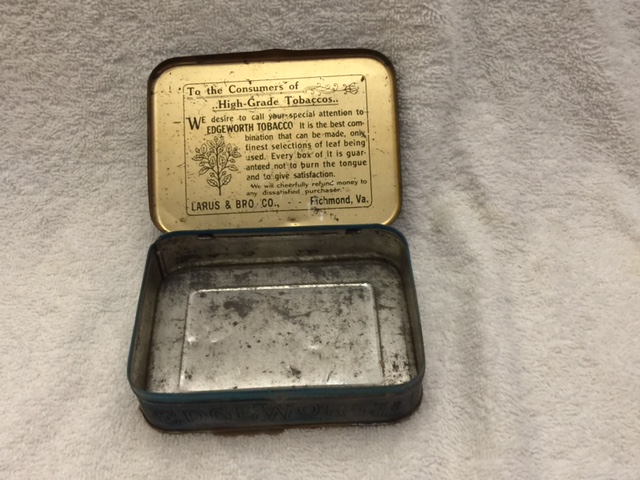 To the Consumers of
..High-Grade Tobaccos..
WE desire to call your special attention to
EDGEWORTH TOBACCO It is the best com-
bination that can be made, only
finest selections of leaf being
used. Every box of it is guar-
anteed not to burn the tongue
and to give satisfaction.
We will cheerfully refund money to
any dissatisfied purchaser.
LARUS & BRO. CO., - - Richmond, Va.